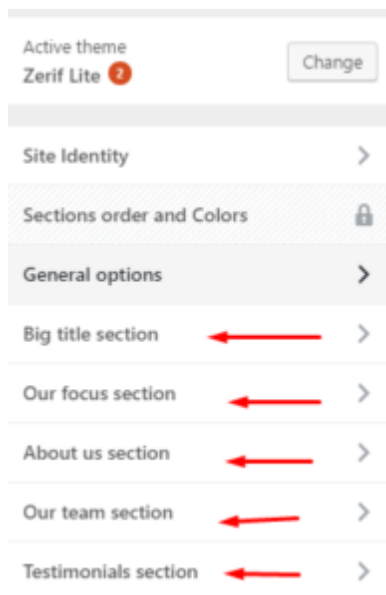 Active theme
Zerif Lite 2
Change
Site Identity
Sections order and Colors
General options
Big title section
Our focus section
About us section
Our team section
Testimonials section